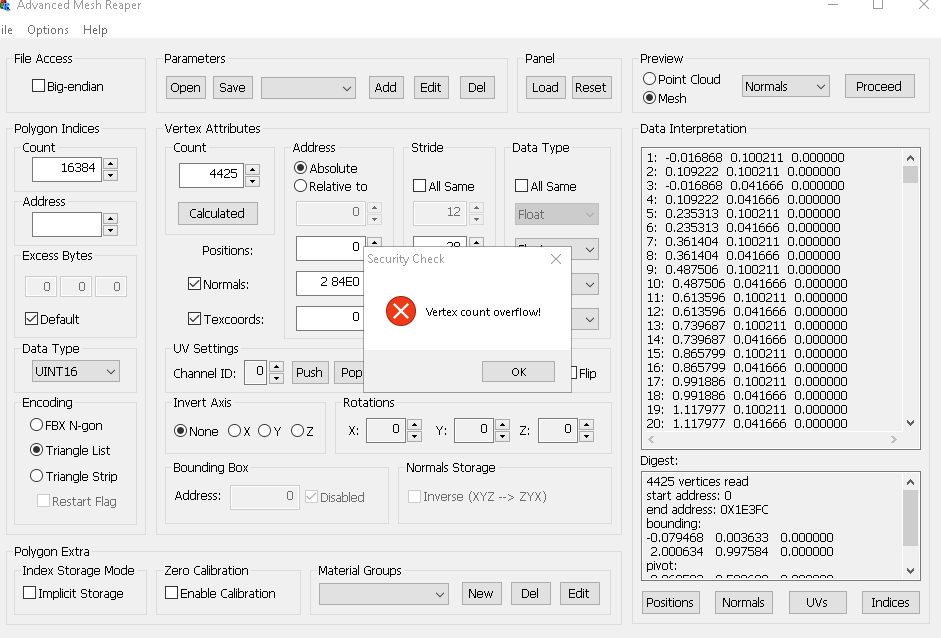 Advanced Mesh Reaper
ile Options Help
File Access
Big-endian
Parameters
Open Save Add Edit Del
Panel
Load Reset
Preview
Point Cloud
Mesh
Normals
Proceed
Polygon Indices
Count
16384
Address
Excess Bytes
0 0 0
Default
Data Type
UINT16
Encoding
FBX N-gon
Triangle List
Triangle Strip
Restart Flag
Vertex Attributes
Count
4425
Calculated
Address
Absolute
Relative to
0
Stride
All Same
12
Data Type
All Same
Float
Positions: 0
Normals: 2 84E0
Texcoords: 0
Security Check
Vertex count overflow!
OK
UV Settings
Channel ID: 0 Push Pop
Flip
Invert Axis
None X Y Z
Rotations
X: 0 Y: 0 Z: 0
Bounding Box
Address: 0 Disabled
Normals Storage
Inverse (XYZ --> ZYX)
Data Interpretation
1: -0.016868 0.100211 0.000000
2: 0.109222 0.100211 0.000000
3: -0.016868 0.041666 0.000000
4: 0.109222 0.041666 0.000000
5: 0.235313 0.100211 0.000000
6: 0.235313 0.041666 0.000000
7: 0.361404 0.100211 0.000000
8: 0.361404 0.041666 0.000000
9: 0.487506 0.100211 0.000000
10: 0.487506 0.041666 0.000000
11: 0.613596 0.100211 0.000000
12: 0.613596 0.041666 0.000000
13: 0.739687 0.100211 0.000000
14: 0.739687 0.041666 0.000000
15: 0.865799 0.100211 0.000000
16: 0.865799 0.041666 0.000000
17: 0.991886 0.100211 0.000000
18: 0.991886 0.041666 0.000000
19: 1.117977 0.100211 0.000000
20: 1.117977 0.041666 0.000000
Digest:
4425 vertices read
start address: 0
end address: 0X1E3FC
bounding:
-0.079468 0.003633 0.000000
2.000634 0.997584 0.000000
pivot:
Positions Normals UVs Indices
Polygon Extra
Index Storage Mode
Implicit Storage
Zero Calibration
Enable Calibration
Material Groups
New Del Edit